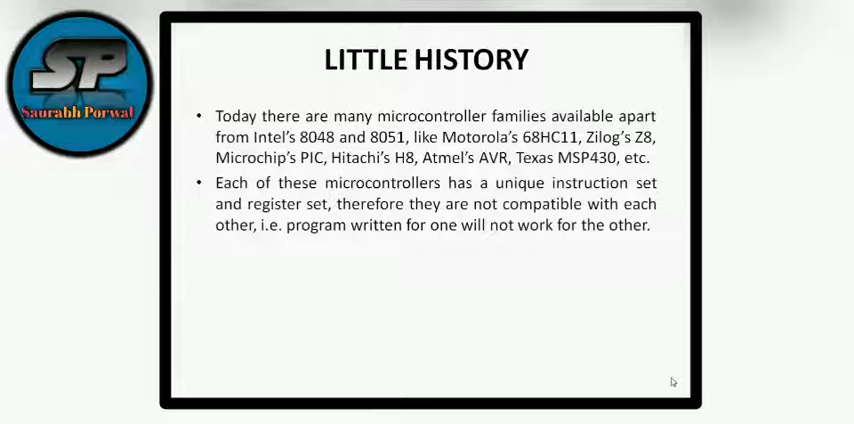 SP
Saurabh Porwal
LITTLE HISTORY
• Today there are many microcontroller families available apart
from Intel's 8048 and 8051, like Motorola's 68HC11, Zilog's Z8,
Microchip's PIC, Hitachi's H8, Atmel's AVR, Texas MSP430, etc.
• Each of these microcontrollers has a unique instruction set
and register set, therefore they are not compatible with each
other, i.e. program written for one will not work for the other.